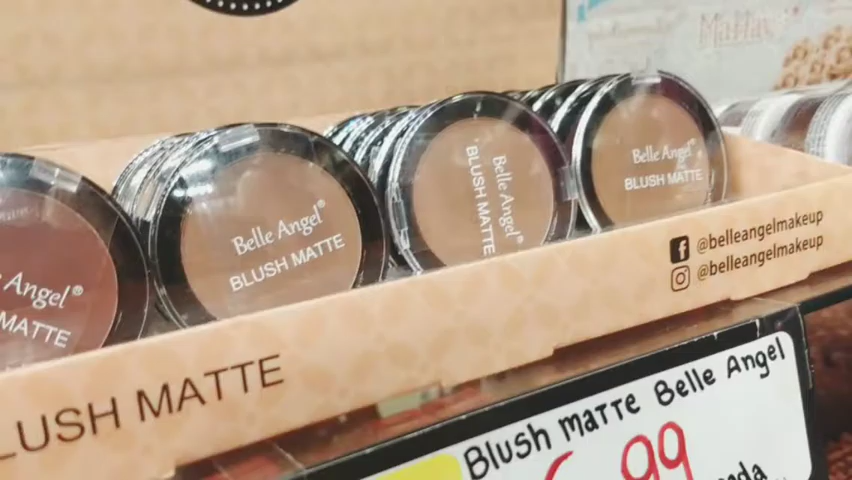 MaHav
Belle Angel®
BLUSH MATTE
Belle Angel®
BLUSH MATTE
Belle Angel®
BLUSH MATTE
Angel®
MATTE
@belleangelmakeup
@belleangelmakeup
LUSH MATTE
Blush matte Belle Angel
99